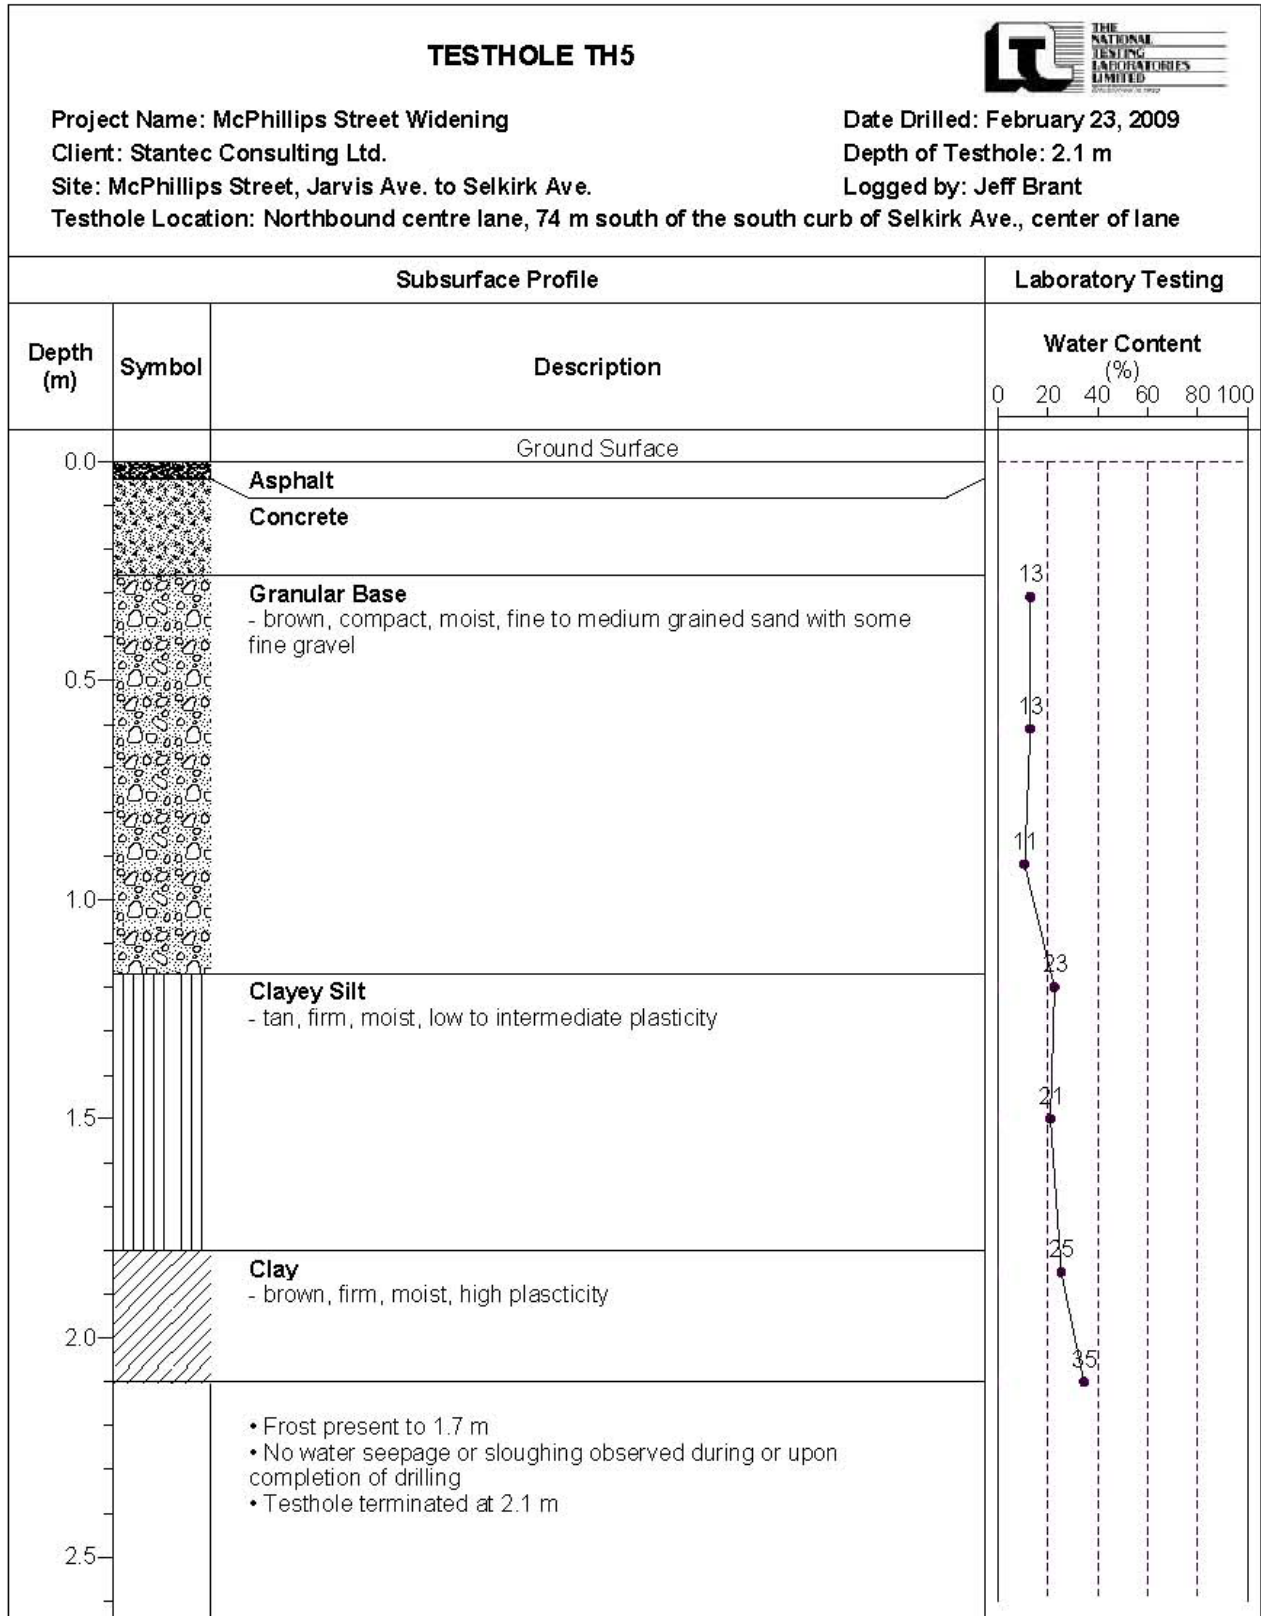 TESTHOLE TH5
THE
NATIONAL
TESTING
LABORATORIES
LIMITED
Project Name: McPhillips Street Widening
Date Drilled: February 23, 2009
Client: Stantec Consulting Ltd.
Depth of Testhole: 2.1 m
Site: McPhillips Street, Jarvis Ave. to Selkirk Ave.
Logged by: Jeff Brant
Testhole Location: Northbound centre lane, 74 m south of the south curb of Selkirk Ave., center of lane
Subsurface Profile
Laboratory Testing
Depth
(m)
Symbol
Description
Water Content
(%)
0 20 40 60 80 100
Ground Surface
0.0
Asphalt
Concrete
13
Granular Base
- brown, compact, moist, fine to medium grained sand with some
fine gravel
0.5
13
11
1.0
23
Clayey Silt
- tan, firm, moist, low to intermediate plasticity
21
1.5
25
Clay
- brown, firm, moist, high plascticity
2.0
35
• Frost present to 1.7 m
• No water seepage or sloughing observed during or upon
completion of drilling
• Testhole terminated at 2.1 m
2.5